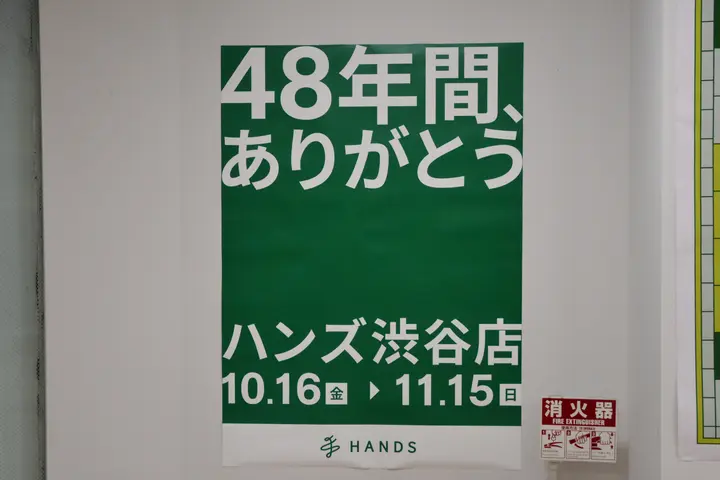 48年間、
ありがとう
ハンズ渋谷店
10.16金▶11.15日
HANDS
消火器
FIRE EXTINGUISHER